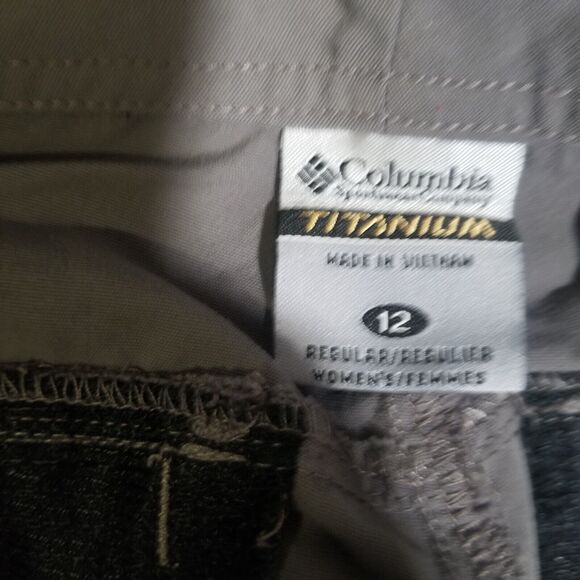 Columbia
Sportswear Company
TITANIUM
MADE IN VIETNAM
12
REGULAR/REGULIER
WOMEN'S/FEMMES